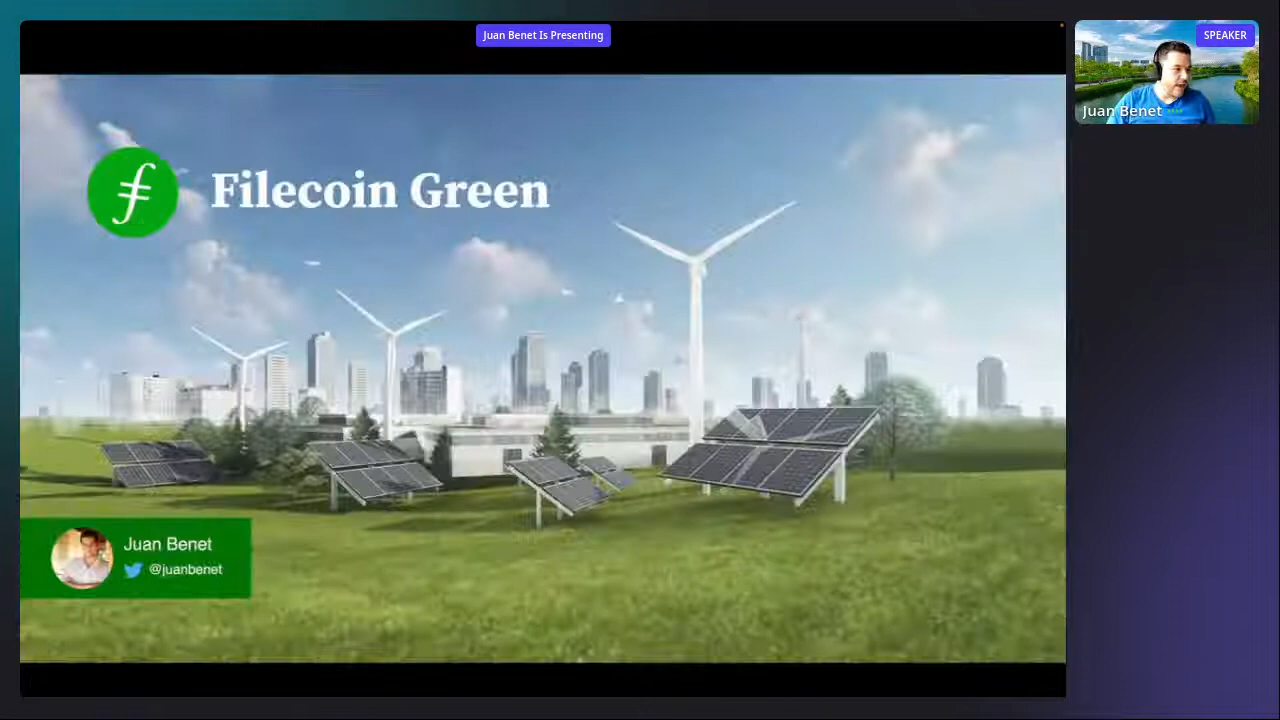 Juan Benet Is Presenting
SPEAKER
Juan Benet
Filecoin Green
Juan Benet
@juanbenet